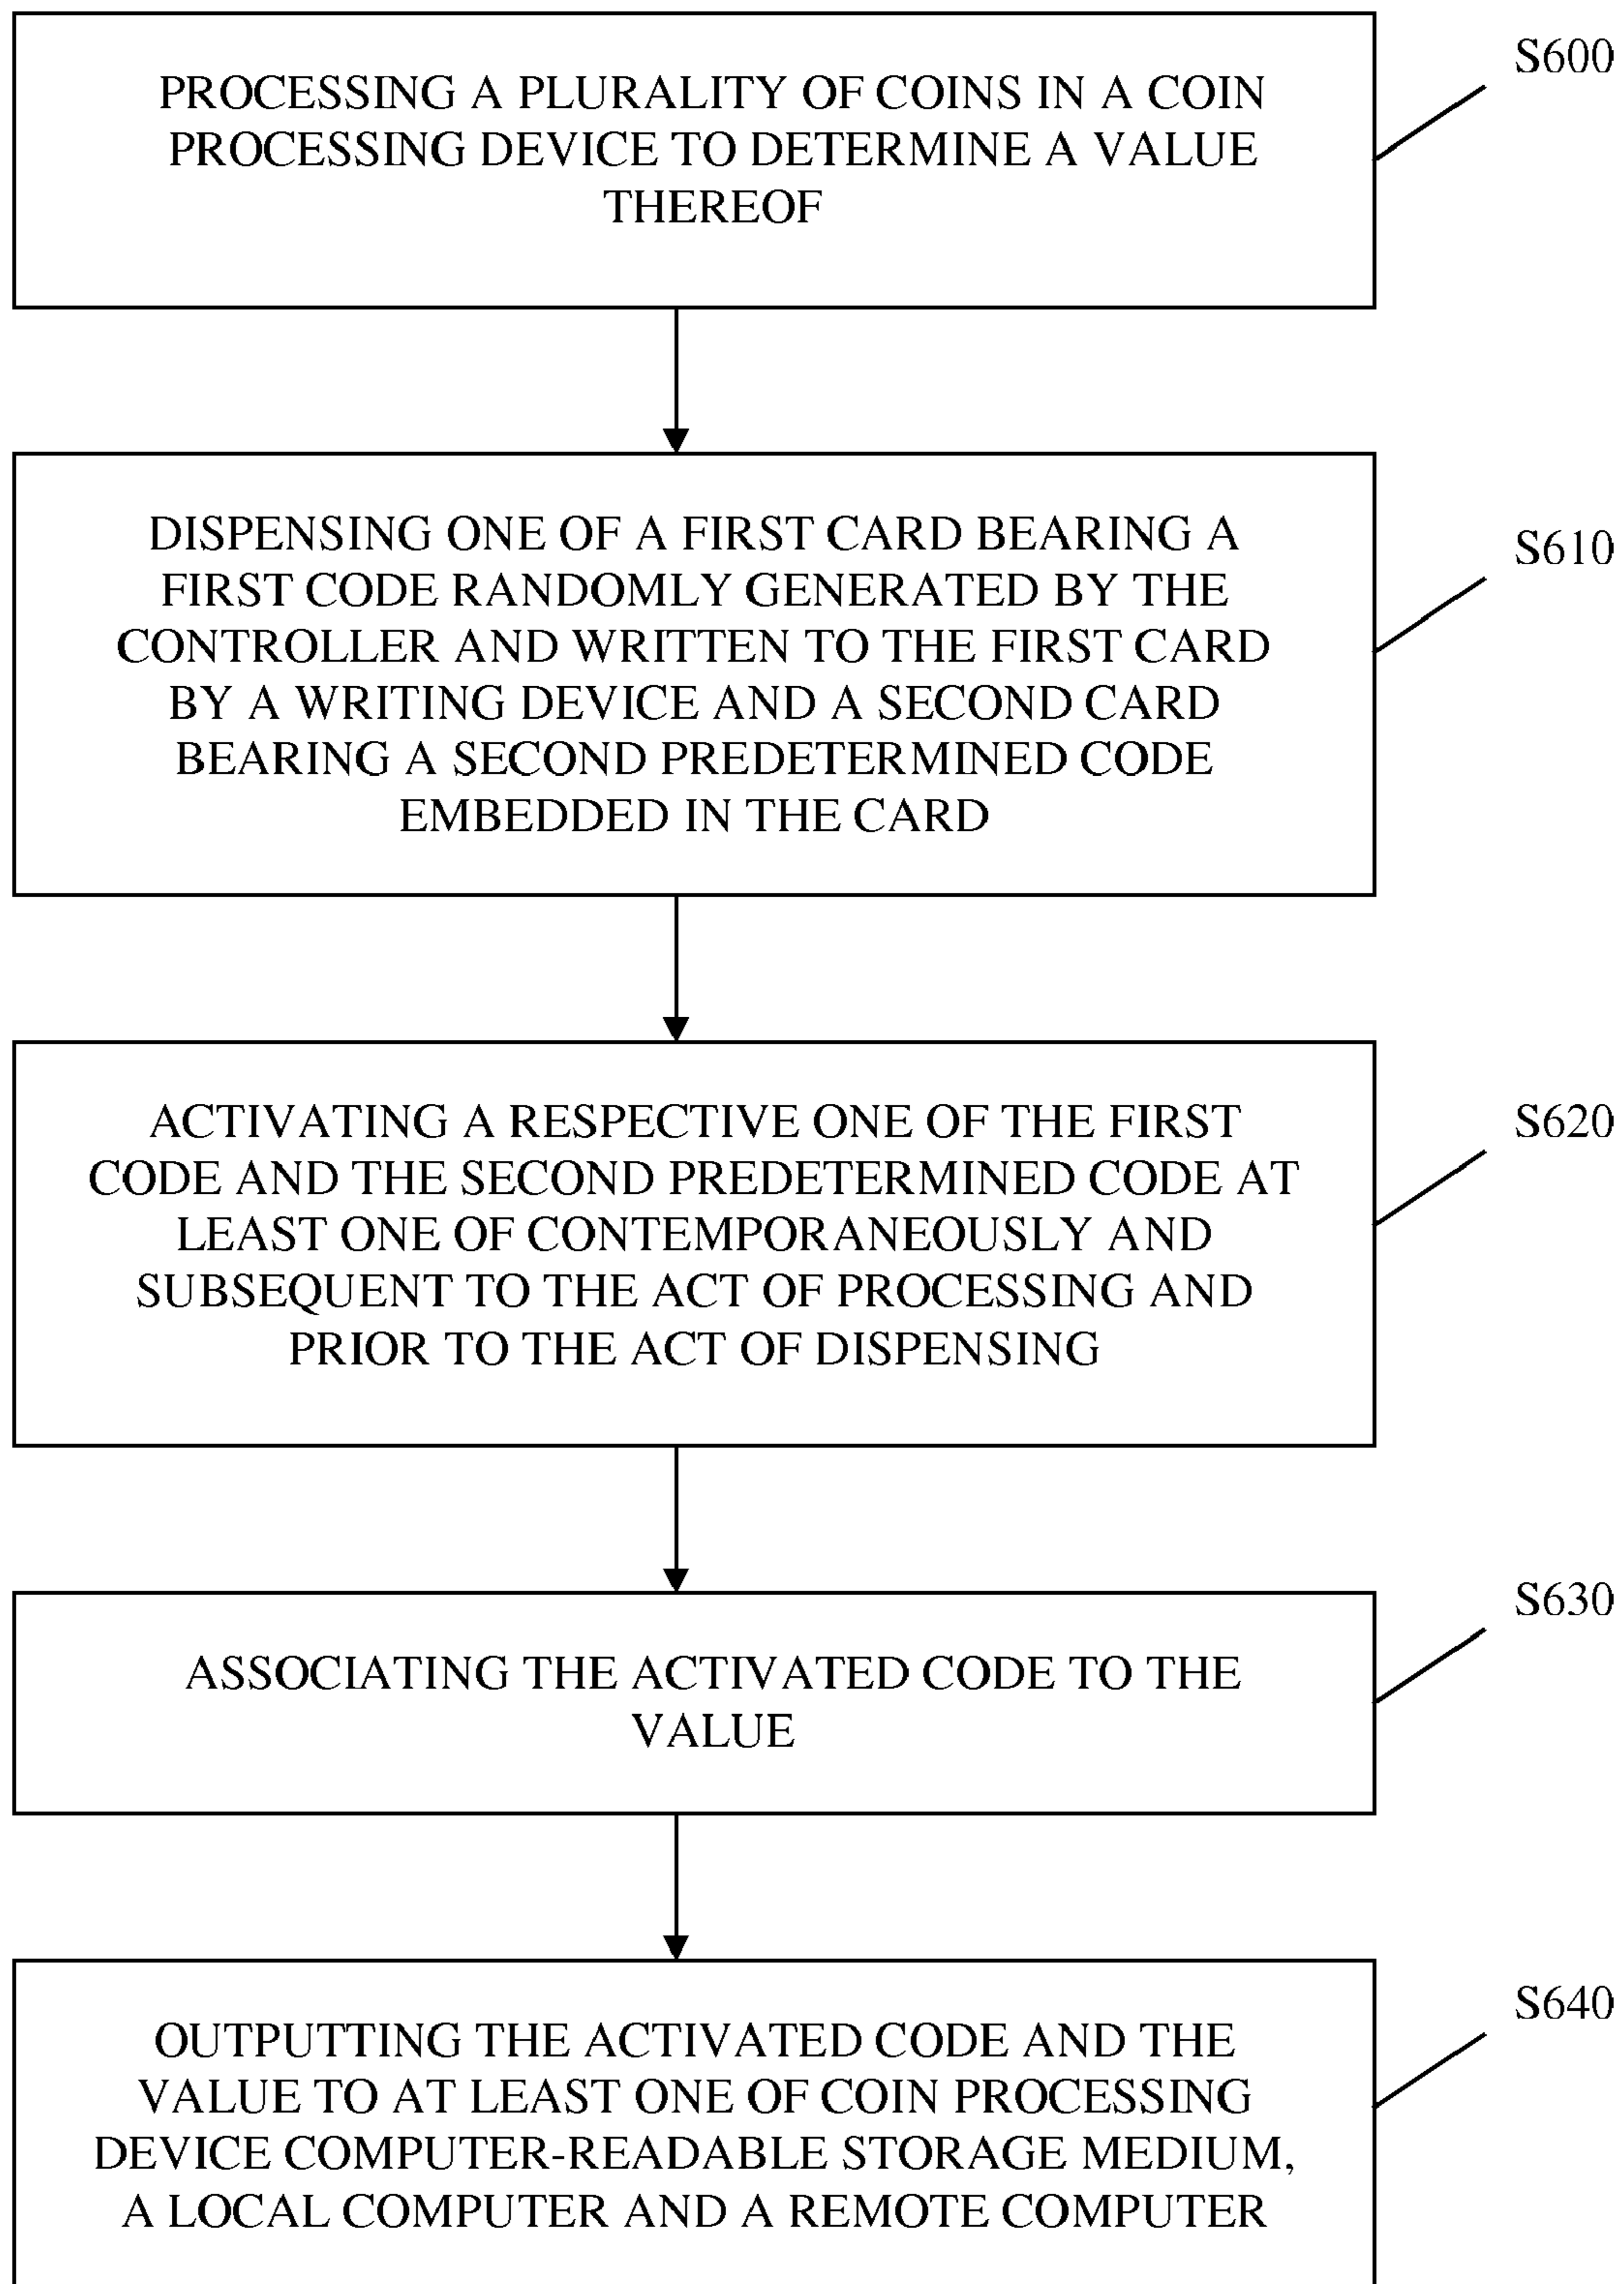 S600
PROCESSING A PLURALITY OF COINS IN A COIN
PROCESSING DEVICE TO DETERMINE A VALUE
THEREOF
S610
DISPENSING ONE OF A FIRST CARD BEARING A
FIRST CODE RANDOMLY GENERATED BY THE
CONTROLLER AND WRITTEN TO THE FIRST CARD
BY A WRITING DEVICE AND A SECOND CARD
BEARING A SECOND PREDETERMINED CODE
EMBEDDED IN THE CARD
S620
ACTIVATING A RESPECTIVE ONE OF THE FIRST
CODE AND THE SECOND PREDETERMINED CODE AT
LEAST ONE OF CONTEMPORANEOUSLY AND
SUBSEQUENT TO THE ACT OF PROCESSING AND
PRIOR TO THE ACT OF DISPENSING
S630
ASSOCIATING THE ACTIVATED CODE TO THE
VALUE
S640
OUTPUTTING THE ACTIVATED CODE AND THE
VALUE TO AT LEAST ONE OF COIN PROCESSING
DEVICE COMPUTER-READABLE STORAGE MEDIUM,
A LOCAL COMPUTER AND A REMOTE COMPUTER